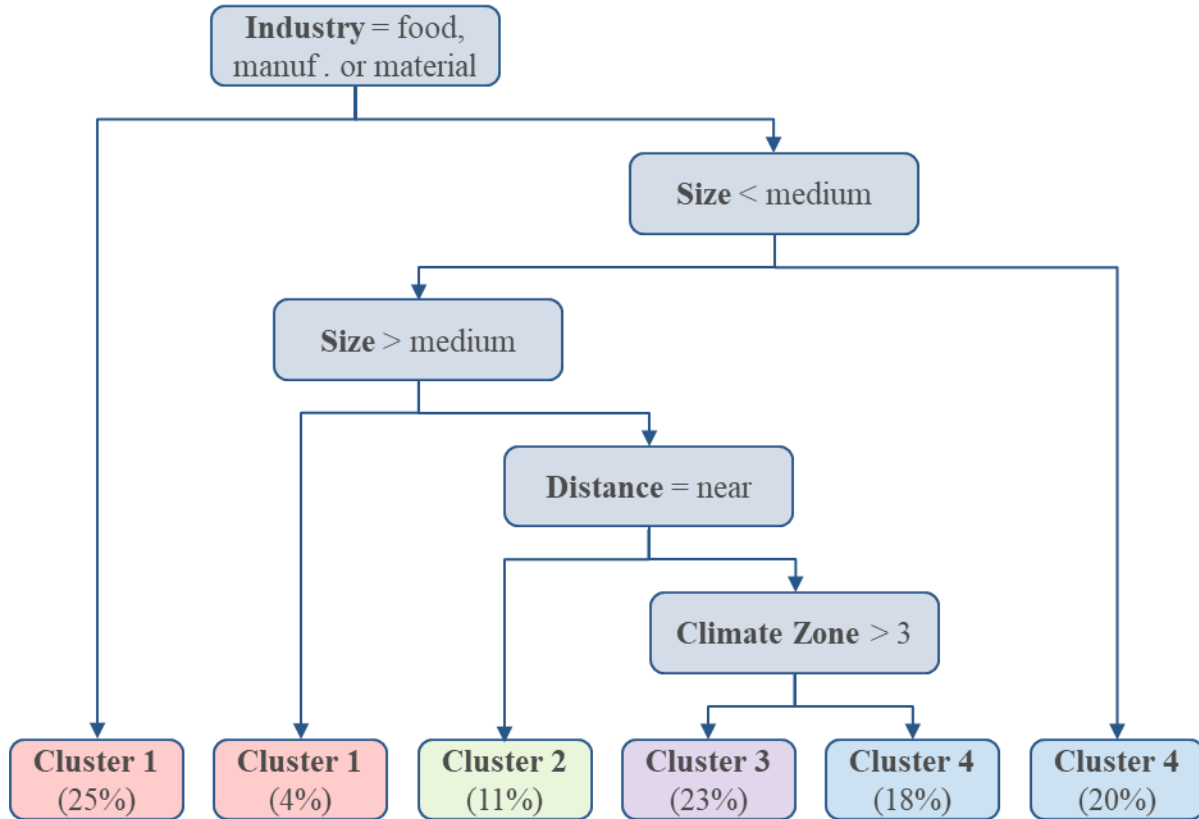 Industry = food,
manuf . or material
Size < medium
Size > medium
Distance = near
Climate Zone > 3
Cluster 1
(25%)
Cluster 1
(4%)
Cluster 2
(11%)
Cluster 3
(23%)
Cluster 4
(18%)
Cluster 4
(20%)